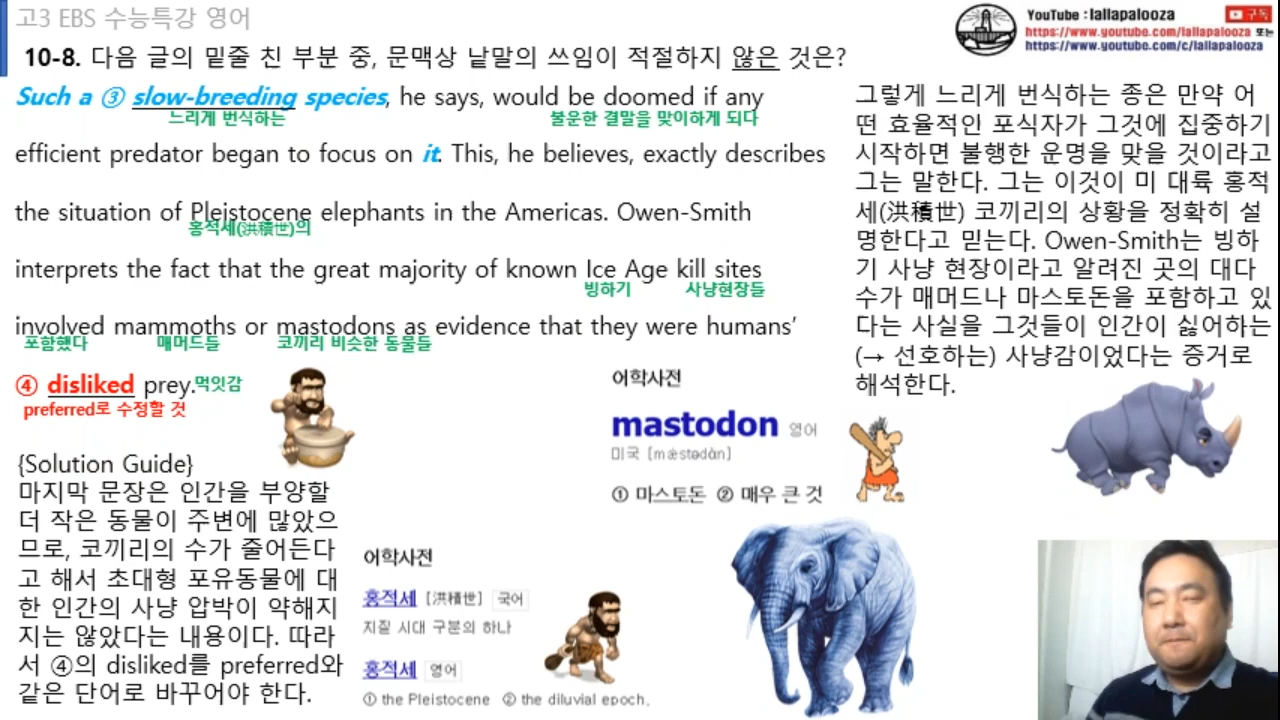 고3 EBS 수능특강 영어
YouTube : lallapalooza
구독
https://www.youtube.com/lallapalooza 또는
https://www.youtube.com/c/lallapalooza
10-8. 다음 글의 밑줄 친 부분 중, 문맥상 낱말의 쓰임이 적절하지 않은 것은?
Such a ③ slow-breeding species, he says, would be doomed if any
느리게 번식하는 불운한 결말을 맞이하게 되다
efficient predator began to focus on it. This, he believes, exactly describes
the situation of Pleistocene elephants in the Americas. Owen-Smith
홍적세(洪積世)의
interprets the fact that the great majority of known Ice Age kill sites
빙하기 사냥현장들
involved mammoths or mastodons as evidence that they were humans’
포함했다 매머드들 코끼리 비슷한 동물들
④ disliked prey.먹잇감
preferred로 수정할 것
그렇게 느리게 번식하는 종은 만약 어
떤 효율적인 포식자가 그것에 집중하기
시작하면 불행한 운명을 맞을 것이라고
그는 말한다. 그는 이것이 미 대륙 홍적
세(洪積世) 코끼리의 상황을 정확히 설
명한다고 믿는다. Owen-Smith는 빙하
기 사냥 현장이라고 알려진 곳의 대다
수가 매머드나 마스토돈을 포함하고 있
다는 사실을 그것들이 인간이 싫어하는
(→ 선호하는) 사냥감이었다는 증거로
해석한다.
{Solution Guide}
마지막 문장은 인간을 부양할
더 작은 동물이 주변에 많았으
므로, 코끼리의 수가 줄어든다
고 해서 초대형 포유동물에 대
한 인간의 사냥 압박이 약해지
지는 않았다는 내용이다. 따라
서 ④의 disliked를 preferred와
같은 단어로 바꾸어야 한다.
어학사전
mastodon 영어
미국 [mǽstədὰn]
① 마스토돈 ② 매우 큰 것
어학사전
홍적세 [洪積世] 국어
지질 시대 구분의 하나
홍적세 영어
① the Pleistocene ② the diluvial epoch.